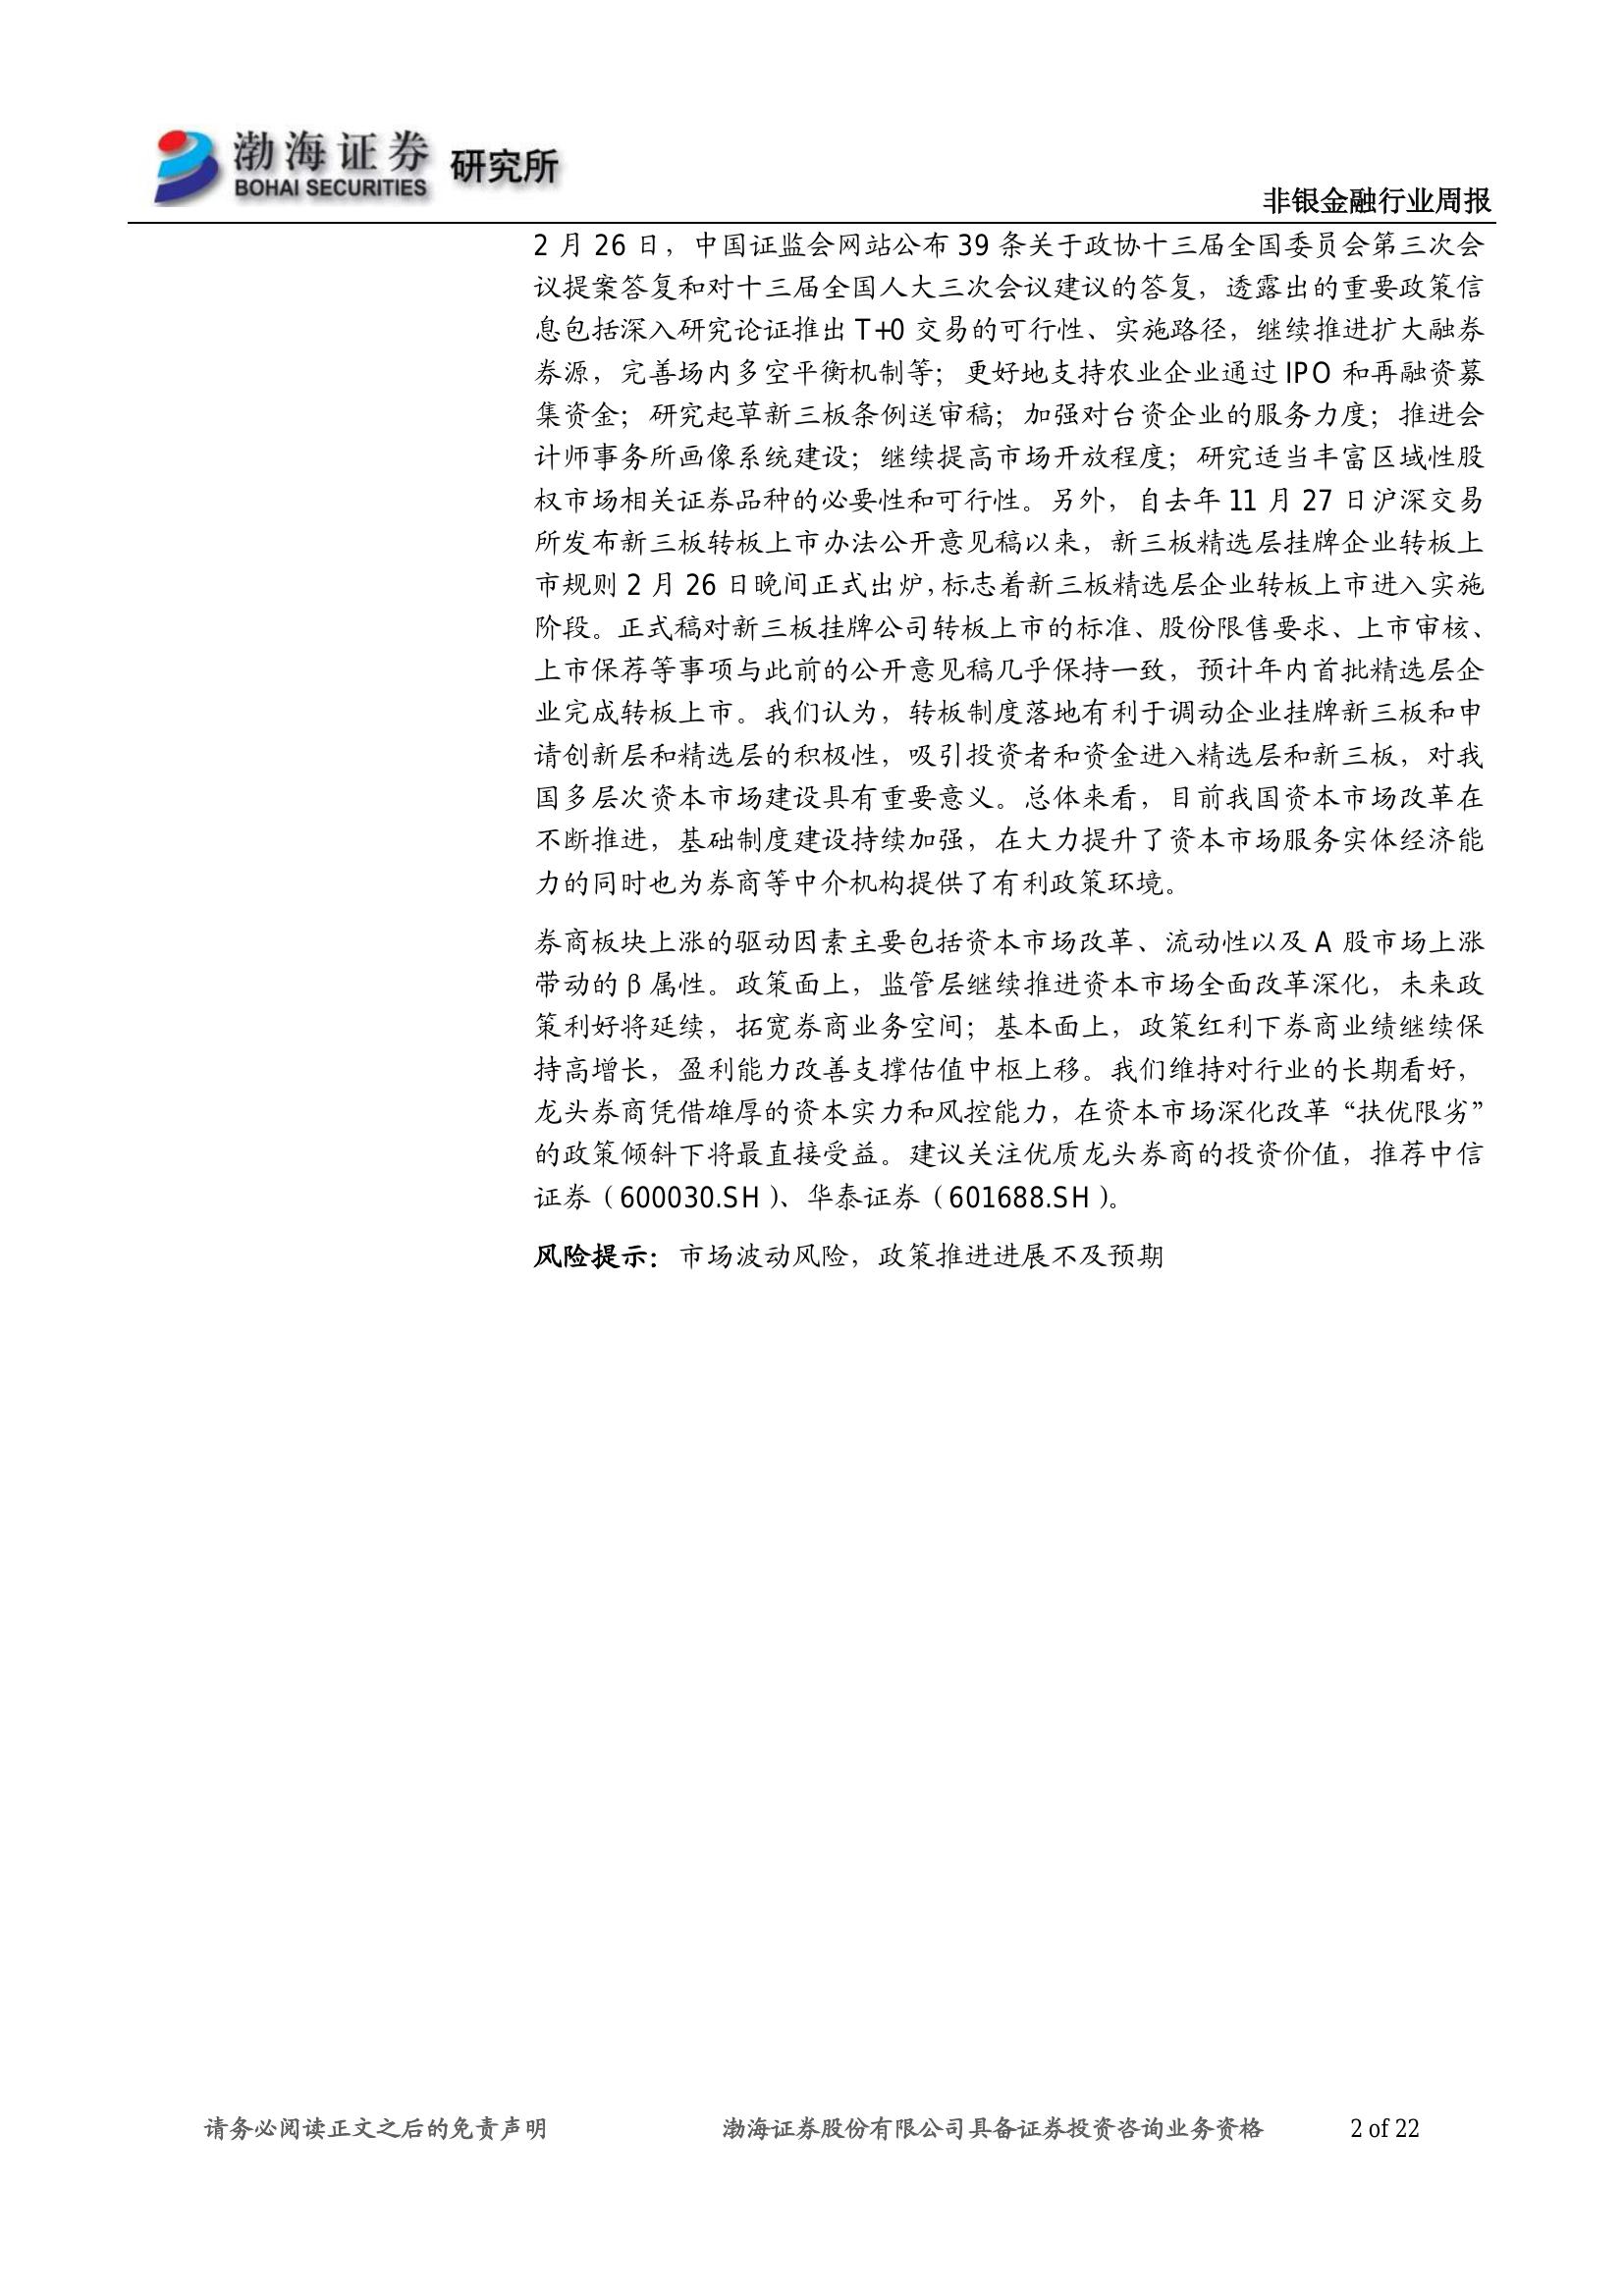 渤海证券 研究所
BOHAI SECURITIES
非银金融行业周报
2 月 26 日，中国证监会网站公布 39 条关于政协十三届全国委员会第三次会
议提案答复和对十三届全国人大三次会议建议的答复，透露出的重要政策信
息包括深入研究论证推出 T+0 交易的可行性、实施路径，继续推进扩大融券
券源，完善场内多空平衡机制等；更好地支持农业企业通过 IPO 和再融资募
集资金；研究起草新三板条例送审稿；加强对台资企业的服务力度；推进会
计师事务所画像系统建设；继续提高市场开放程度；研究适当丰富区域性股
权市场相关证券品种的必要性和可行性。另外，自去年 11 月 27 日沪深交易
所发布新三板转板上市办法公开意见稿以来，新三板精选层挂牌企业转板上
市规则 2 月 26 日晚间正式出炉，标志着新三板精选层企业转板上市进入实施
阶段。正式稿对新三板挂牌公司转板上市的标准、股份限售要求、上市审核、
上市保荐等事项与此前的公开意见稿几乎保持一致，预计年内首批精选层企
业完成转板上市。我们认为，转板制度落地有利于调动企业挂牌新三板和申
请创新层和精选层的积极性，吸引投资者和资金进入精选层和新三板，对我
国多层次资本市场建设具有重要意义。总体来看，目前我国资本市场改革在
不断推进，基础制度建设持续加强，在大力提升了资本市场服务实体经济能
力的同时也为券商等中介机构提供了有利政策环境。
券商板块上涨的驱动因素主要包括资本市场改革、流动性以及 A 股市场上涨
带动的 β 属性。政策面上，监管层继续推进资本市场全面改革深化，未来政
策利好将延续，拓宽券商业务空间；基本面上，政策红利下券商业绩继续保
持高增长，盈利能力改善支撑估值中枢上移。我们维持对行业的长期看好，
龙头券商凭借雄厚的资本实力和风控能力，在资本市场深化改革“扶优限劣”
的政策倾斜下将最直接受益。建议关注优质龙头券商的投资价值，推荐中信
证券（600030.SH）、华泰证券（601688.SH）。
风险提示：市场波动风险，政策推进进展不及预期
请务必阅读正文之后的免责声明 渤海证券股份有限公司具备证券投资咨询业务资格 2 of 22